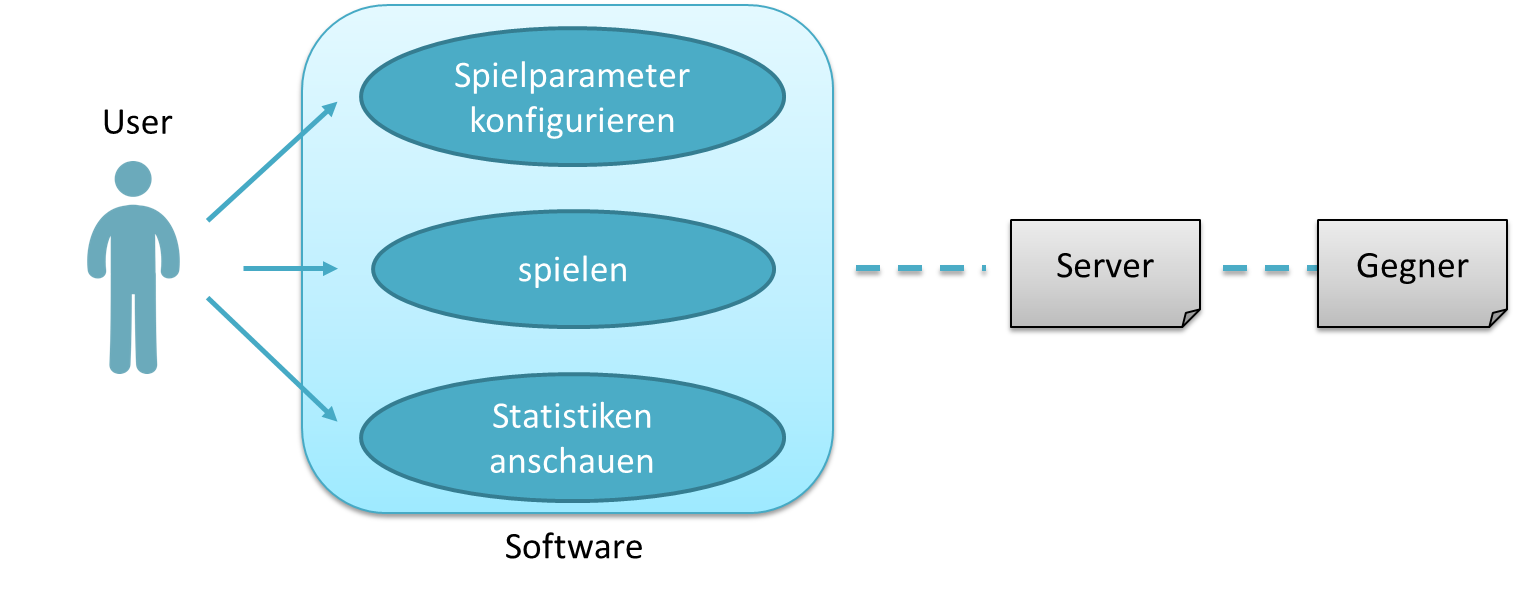 User
Spielparameter
konfigurieren
spielen
Statistiken
anschauen
Software
Server
Gegner